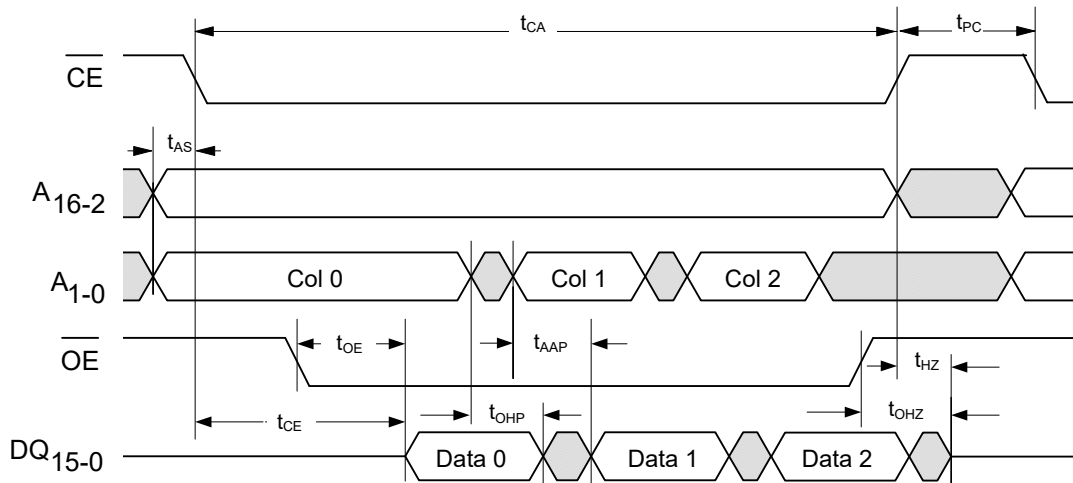 tCA
tPC
CE
tAS
A16-2
A1-0
Col 0
Col 1
Col 2
OE
tOE
tAAP
tHZ
tCE
tOHP
tOHZ
DQ15-0
Data 0
Data 1
Data 2